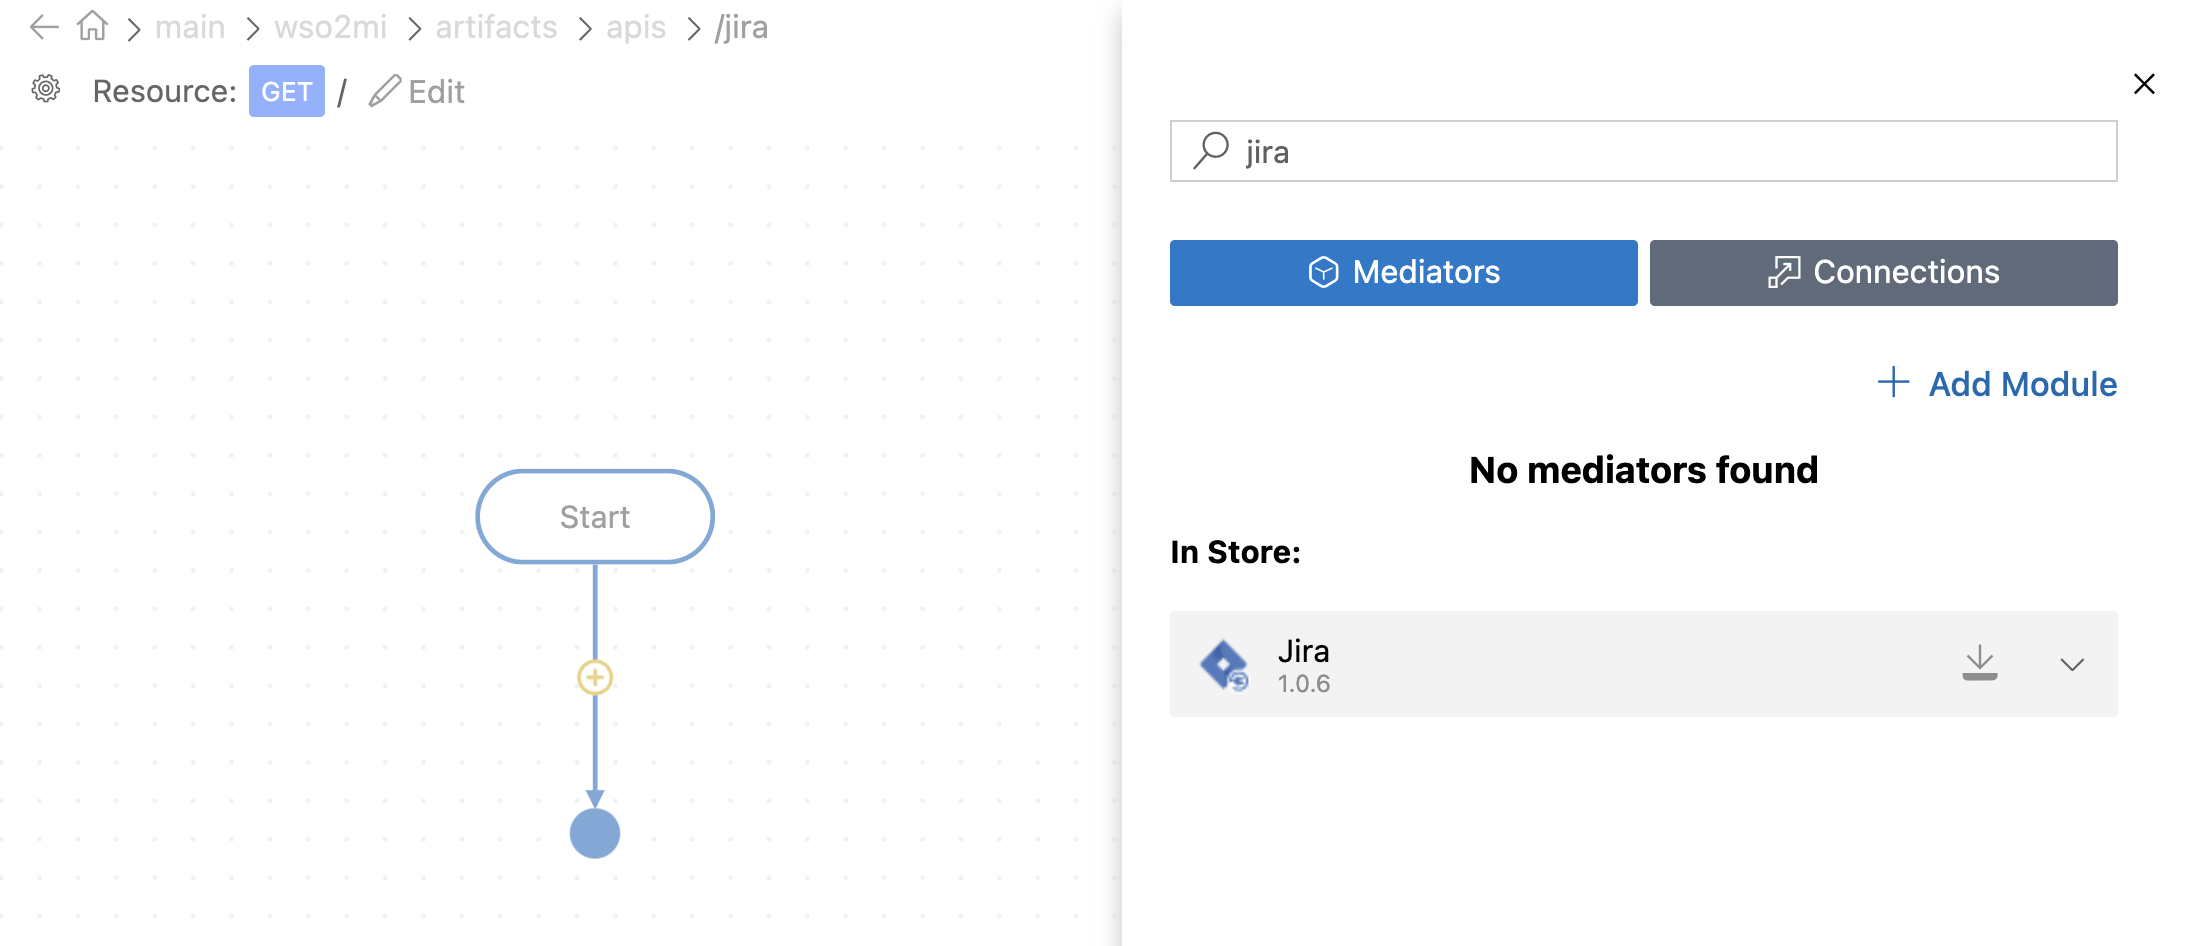 main wso2mi artifacts apis /jira
Resource: GET / Edit
Start
jira
Mediators Connections
Add Module
No mediators found
In Store:
Jira
1.0.6